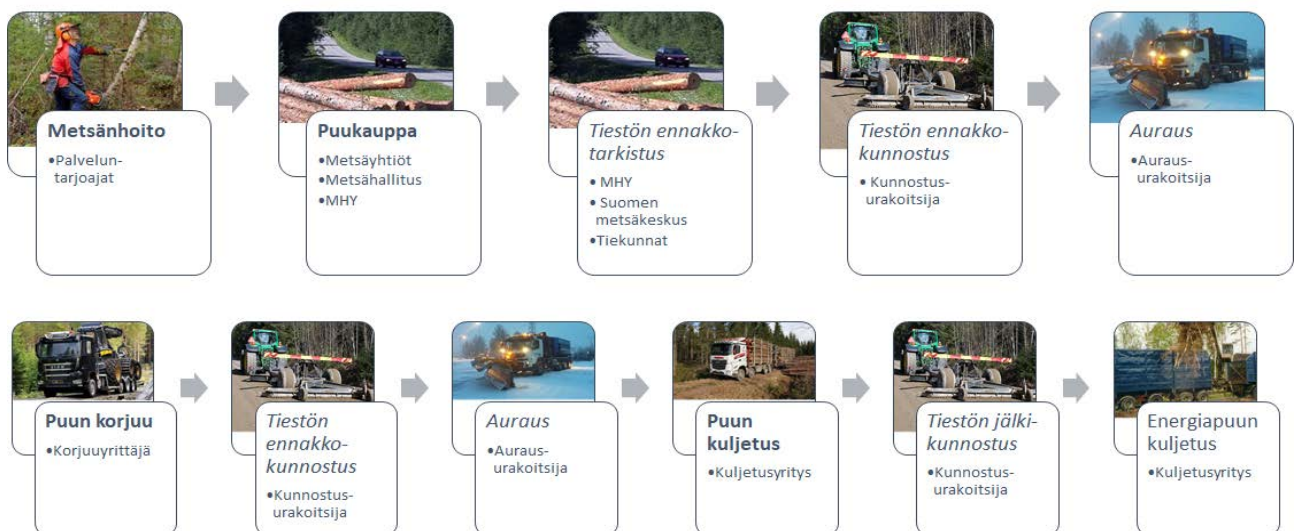 Metsänhoito
•Palvelun-
tarjoajat
Puukauppa
•Metsäyhtiöt
•Metsähallitus
•MHY
Tiestön ennakko-
tarkistus
• MHY
• Suomen
metsäkeskus
•Tiekunnat
Tiestön ennakko-
kunnostus
• Kunnostus-
urakoitsija
Auraus
•Auraus-
urakoitsija
Puun korjuu
•Korjuuyrittäjä
Tiestön
ennakko-
kunnostus
•Kunnostus-
urakoitsija
Auraus
•Auraus-
urakoitsija
Puun
kuljetus
•Kuljetusyritys
Tiestön jälki-
kunnostus
•Kunnostus-
urakoitsija
Energiapuun
kuljetus
•Kuljetusyritys